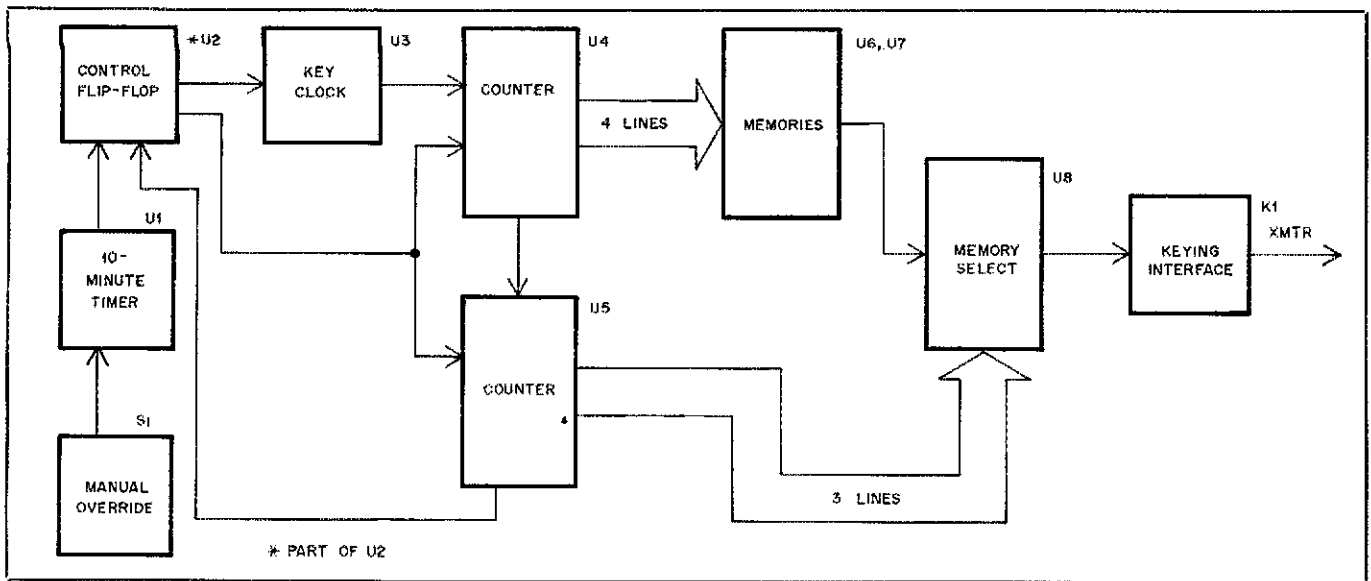 *U2
CONTROL
FLIP-FLOP
U3
KEY
CLOCK
U4
COUNTER
4 LINES
U6, U7
MEMORIES
U8
MEMORY
SELECT
K1
XMTR
KEYING
INTERFACE
U1
10-
MINUTE
TIMER
U5
COUNTER
S1
MANUAL
OVERRIDE
3 LINES
* PART OF U2